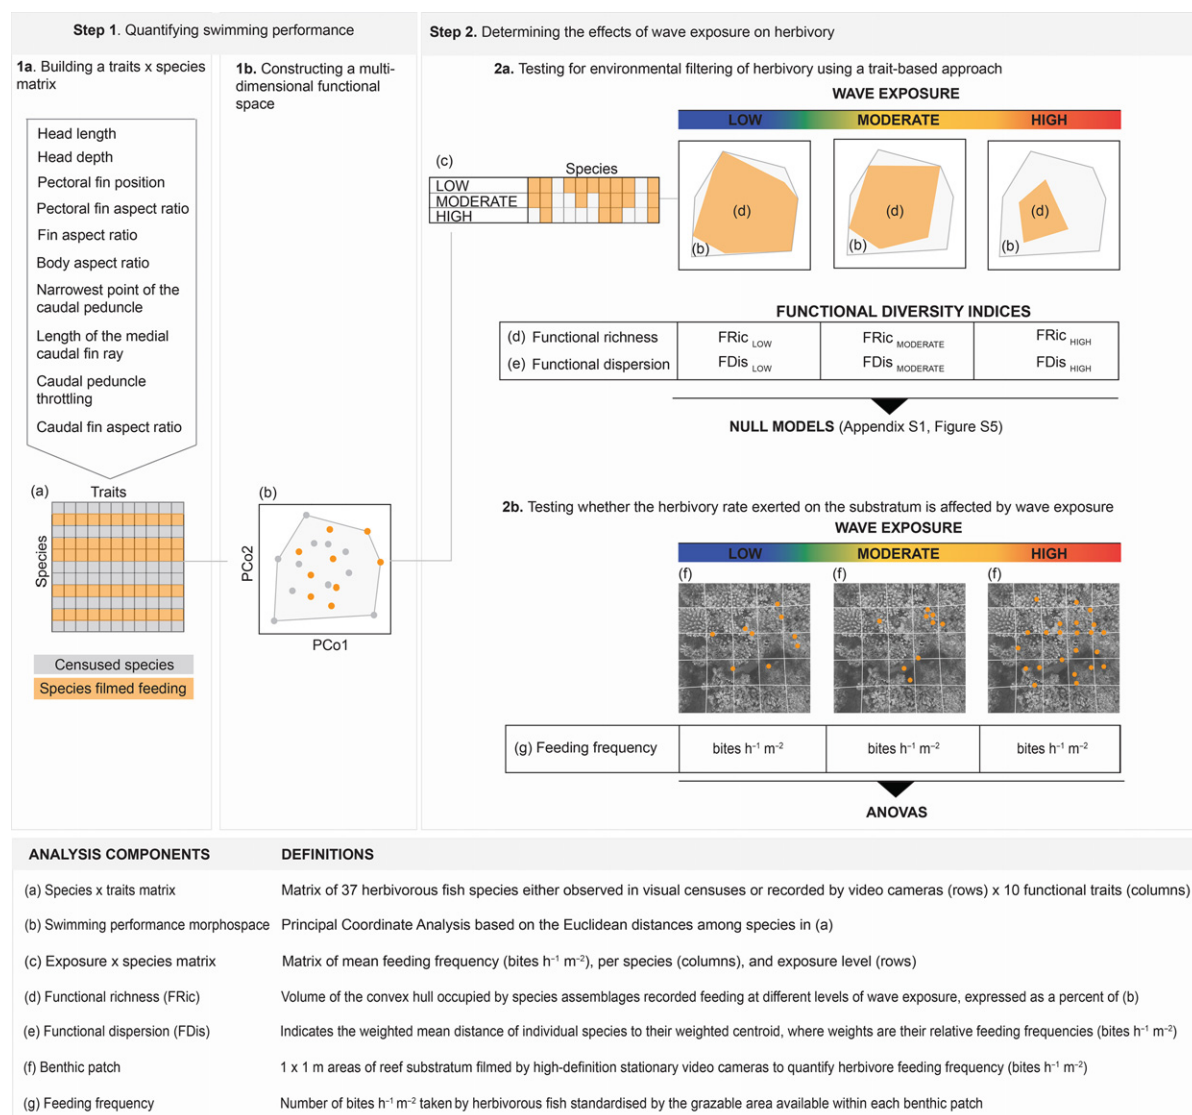 Step 1. Quantifying swimming performance
1a. Building a traits x species
matrix
Head length
Head depth
Pectoral fin position
Pectoral fin aspect ratio
Fin aspect ratio
Body aspect ratio
Narrowest point of the
caudal peduncle
Length of the medial
caudal fin ray
Caudal peduncle
throttling
Caudal fin aspect ratio
(a)
Traits
Species
Censused species
Species filmed feeding
1b. Constructing a multi-
dimensional functional
space
(b)
PCo2
PCo1
Step 2. Determining the effects of wave exposure on herbivory
2a. Testing for environmental filtering of herbivory using a trait-based approach
WAVE EXPOSURE
LOW MODERATE HIGH
(c)
Species
LOW
MODERATE
HIGH
(d) (d) (d)
(b) (b) (b)
FUNCTIONAL DIVERSITY INDICES
(d) Functional richness FRic LOW FRic MODERATE FRic HIGH
(e) Functional dispersion FDis LOW FDis MODERATE FDis HIGH
NULL MODELS (Appendix S1, Figure S5)
2b. Testing whether the herbivory rate exerted on the substratum is affected by wave exposure
WAVE EXPOSURE
LOW MODERATE HIGH
(f) (f) (f)
(g) Feeding frequency bites h⁻¹ m⁻² bites h⁻¹ m⁻² bites h⁻¹ m⁻²
ANOVAS
ANALYSIS COMPONENTS DEFINITIONS
(a) Species x traits matrix Matrix of 37 herbivorous fish species either observed in visual censuses or recorded by video cameras (rows) x 10 functional traits (columns)
(b) Swimming performance morphospace Principal Coordinate Analysis based on the Euclidean distances among species in (a)
(c) Exposure x species matrix Matrix of mean feeding frequency (bites h⁻¹ m⁻²), per species (columns), and exposure level (rows)
(d) Functional richness (FRic) Volume of the convex hull occupied by species assemblages recorded feeding at different levels of wave exposure, expressed as a percent of (b)
(e) Functional dispersion (FDis) Indicates the weighted mean distance of individual species to their weighted centroid, where weights are their relative feeding frequencies (bites h⁻¹ m⁻²)
(f) Benthic patch 1 x 1 m areas of reef substratum filmed by high-definition stationary video cameras to quantify herbivore feeding frequency (bites h⁻¹ m⁻²)
(g) Feeding frequency Number of bites h⁻¹ m⁻² taken by herbivorous fish standardised by the grazable area available within each benthic patch